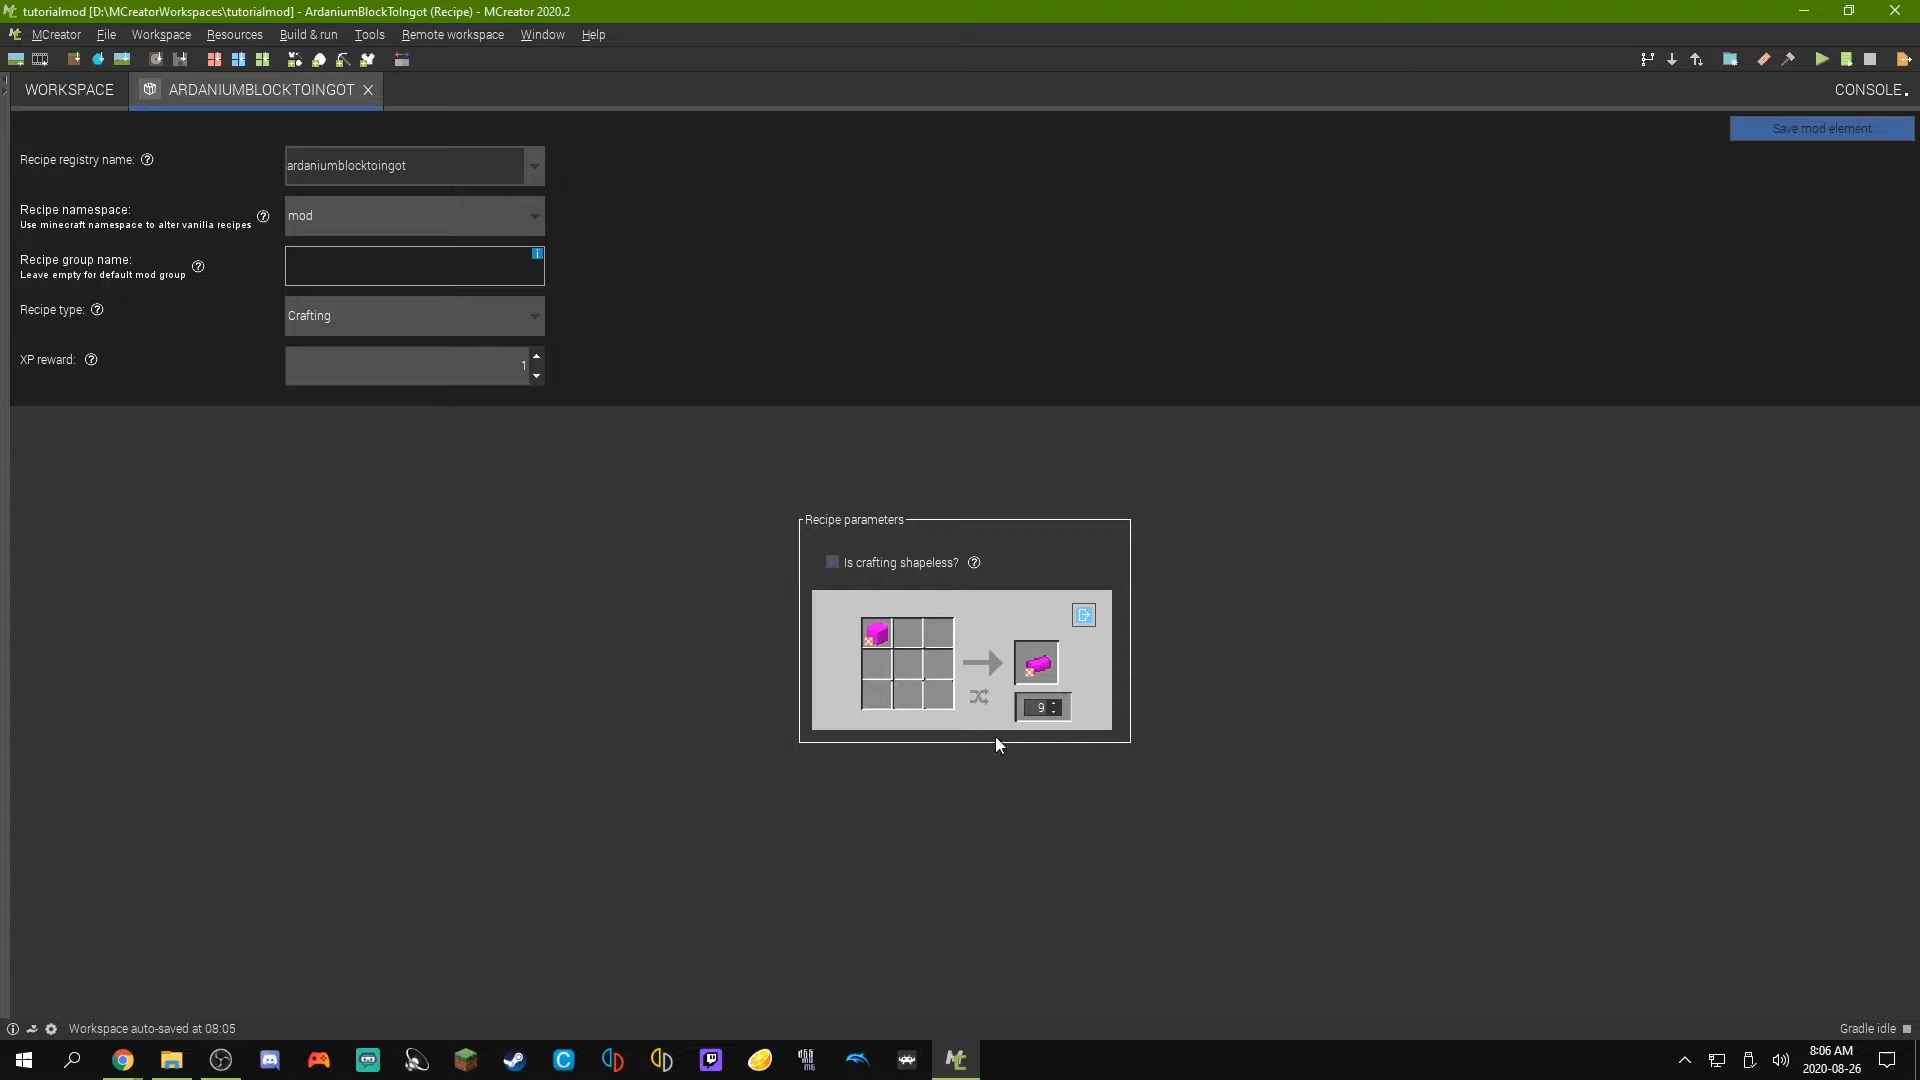 tutorialmod [D:\MCreatorWorkspaces\tutorialmod] - ArdaniumBlockToIngot (Recipe) - MCreator 2020.2
MCreator File Workspace Resources Build & run Tools Remote workspace Window Help
WORKSPACE ARDANIUMBLOCKTOINGOT CONSOLE
Save mod element
Recipe registry name: ardaniumblocktoingot
Recipe namespace: mod
Use minecraft namespace to alter vanilla recipes
Recipe group name:
Leave empty for default mod group
Recipe type: Crafting
XP reward: 1
Recipe parameters
Is crafting shapeless?
9
Workspace auto-saved at 08:05 Gradle idle
8:06 AM
2020-08-26